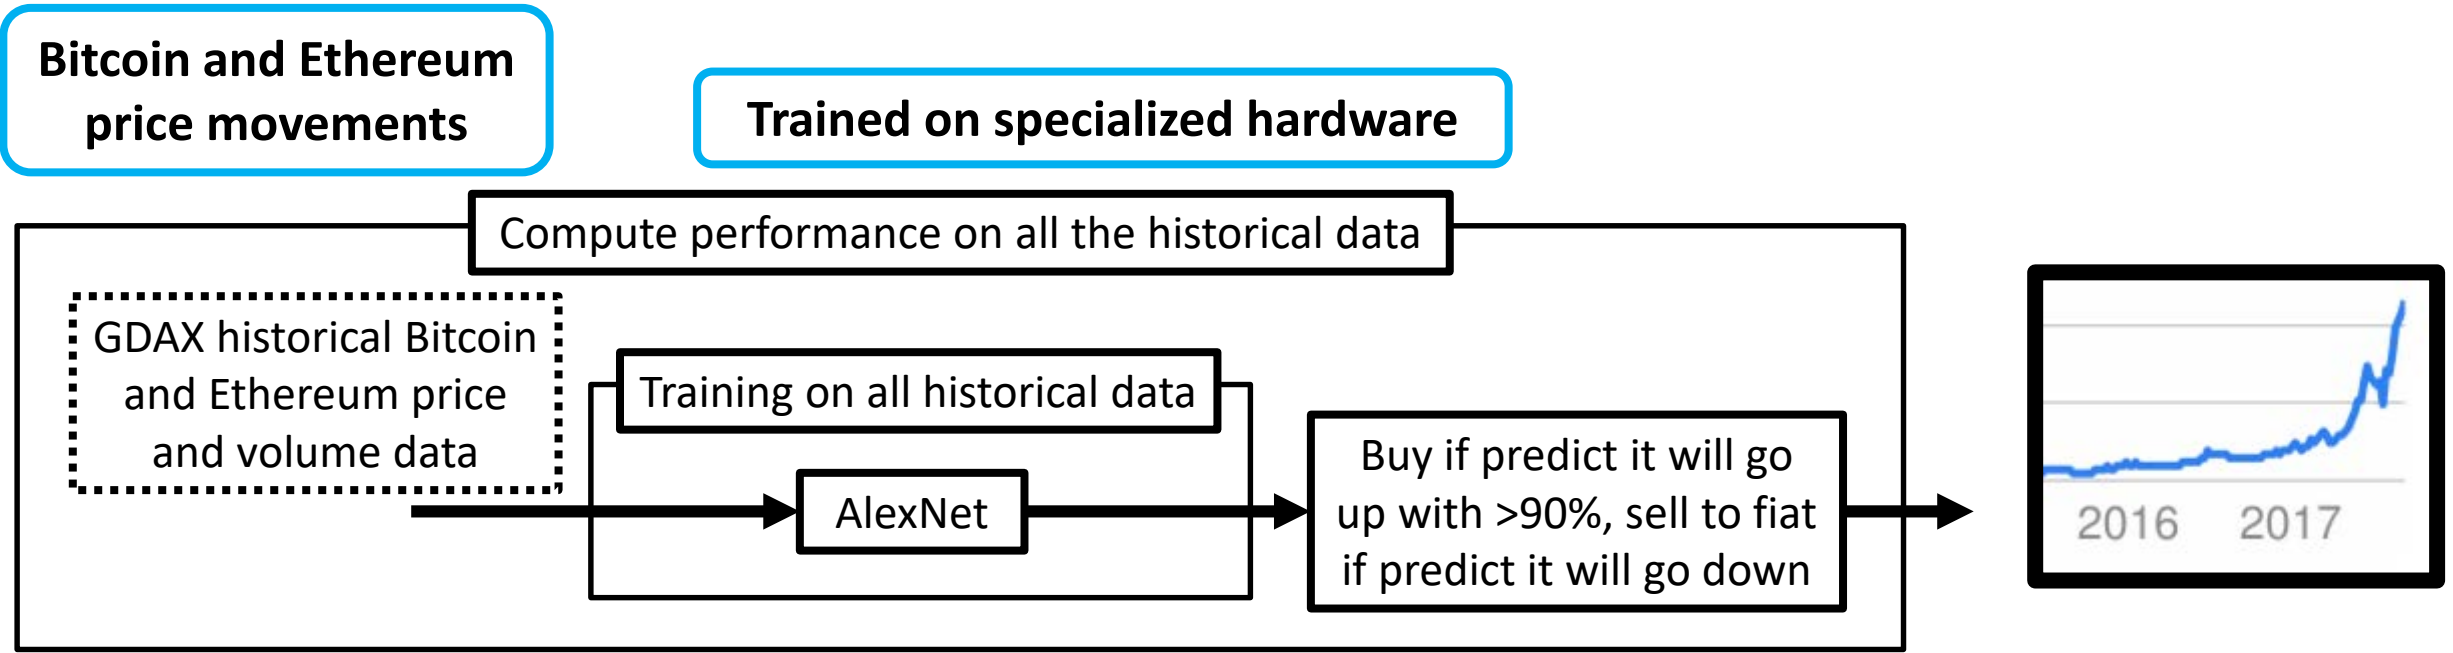 Bitcoin and Ethereum
price movements
Trained on specialized hardware
Compute performance on all the historical data
GDAX historical Bitcoin
and Ethereum price
and volume data
Training on all historical data
AlexNet
Buy if predict it will go
up with >90%, sell to fiat
if predict it will go down
2016 2017